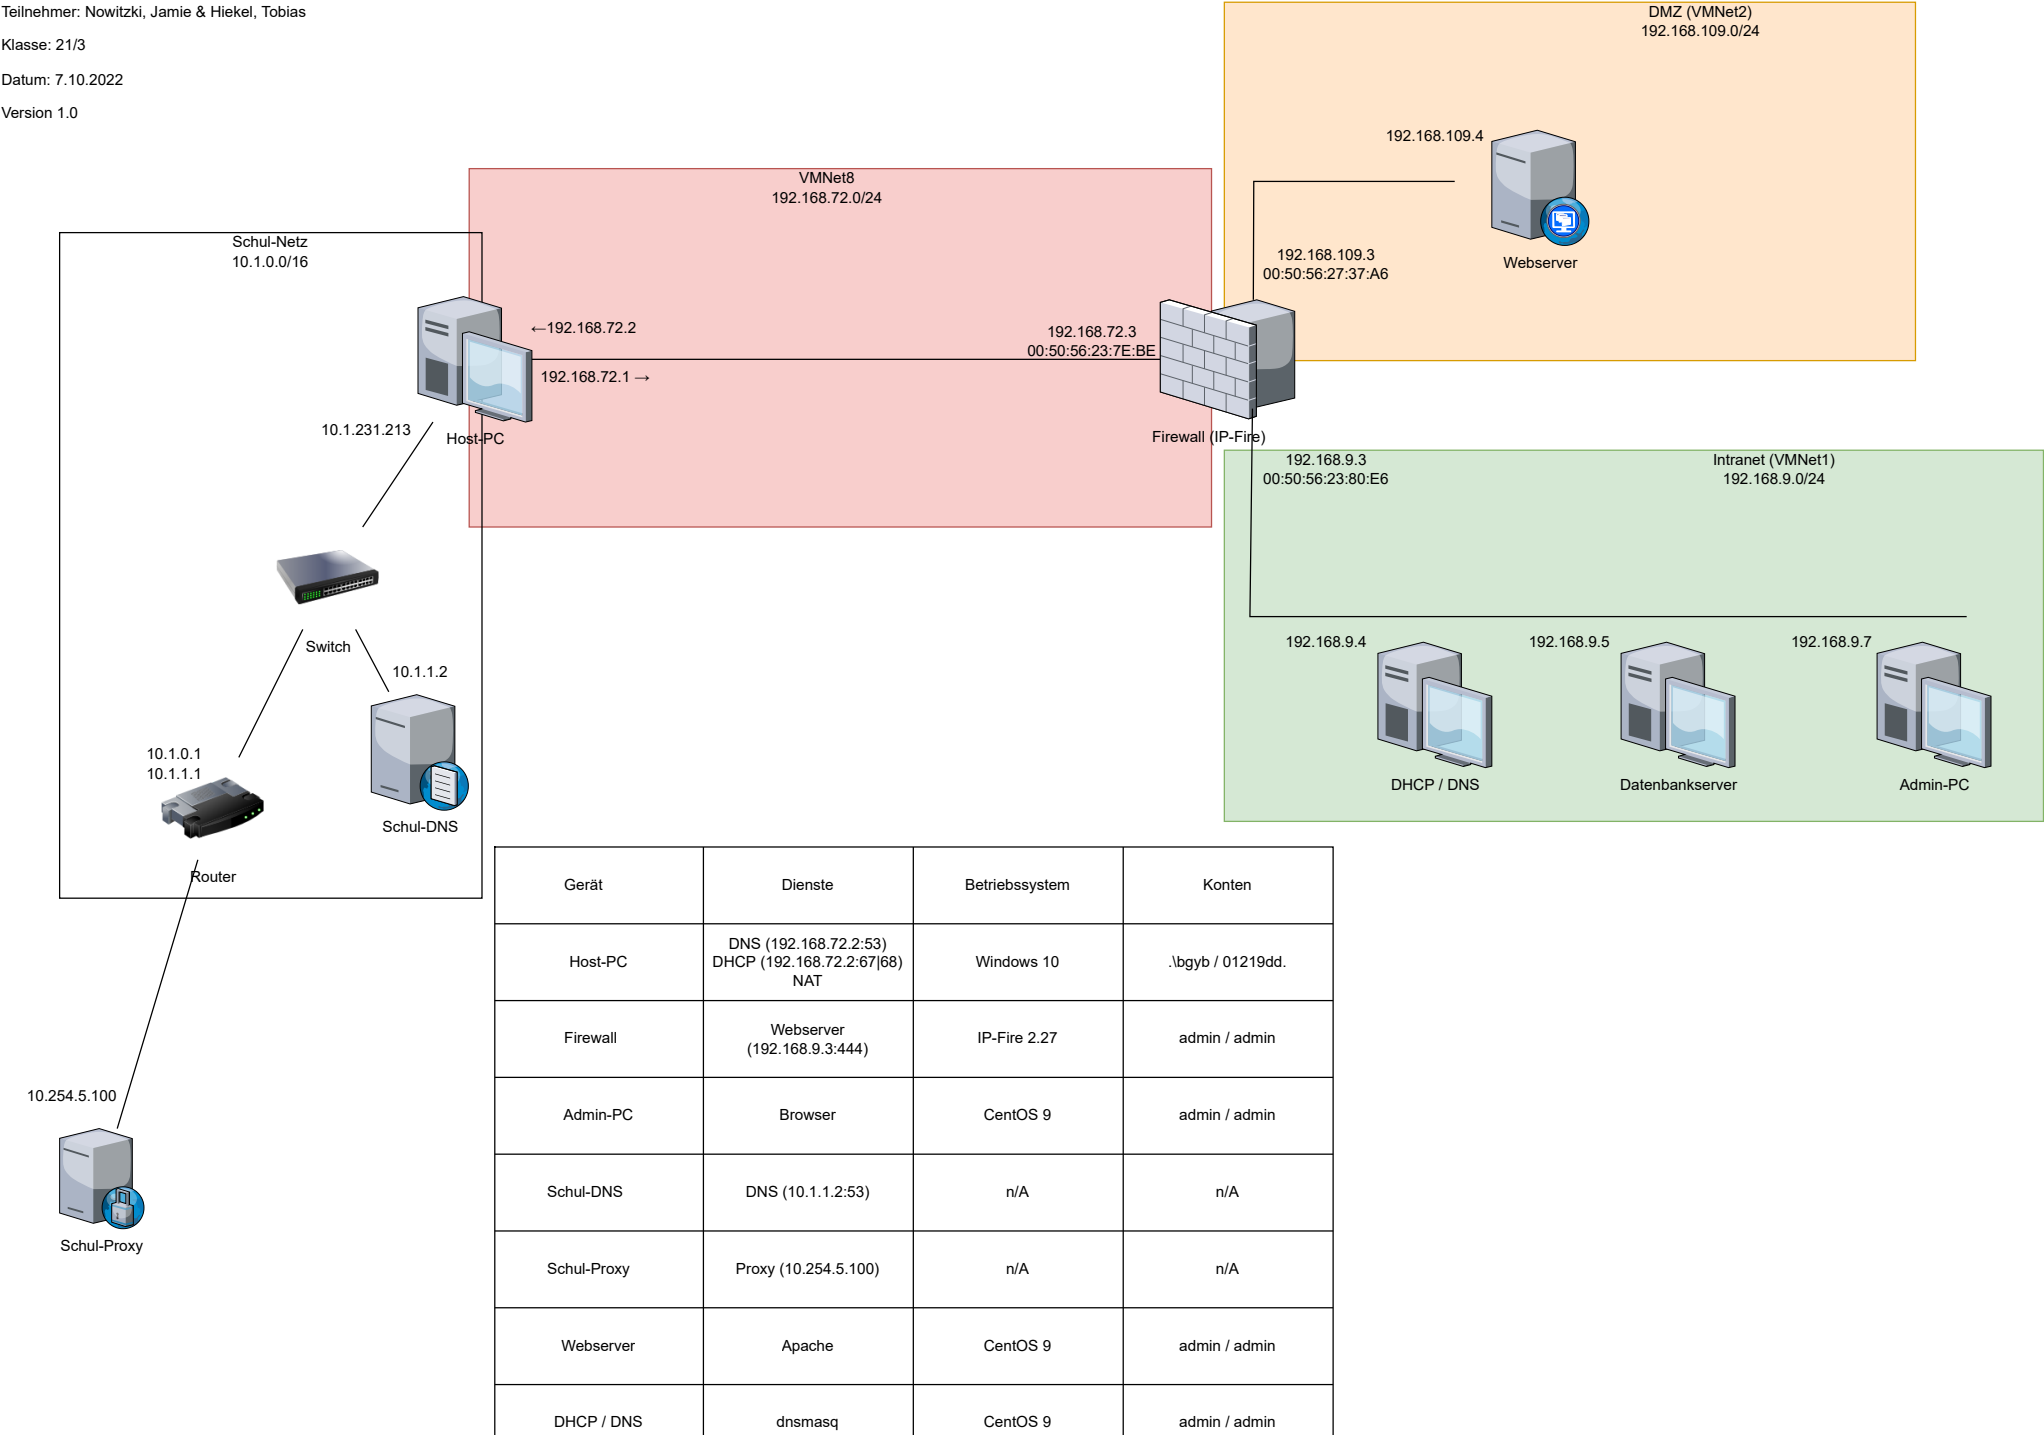 Teilnehmer: Nowitzki, Jamie & Hiekel, Tobias
Klasse: 21/3
Datum: 7.10.2022
Version 1.0
DMZ (VMNet2)
192.168.109.0/24
192.168.109.4
Webserver
192.168.109.3
00:50:56:27:37:A6
VMNet8
192.168.72.0/24
Schul-Netz
10.1.0.0/16
←192.168.72.2
192.168.72.1 →
192.168.72.3
00:50:56:23:7E:BE
10.1.231.213
Host-PC
Firewall (IP-Fire)
192.168.9.3
00:50:56:23:80:E6
Intranet (VMNet1)
192.168.9.0/24
Switch
10.1.1.2
192.168.9.4
192.168.9.5
192.168.9.7
10.1.0.1
10.1.1.1
DHCP / DNS
Datenbankserver
Admin-PC
Schul-DNS
Router
10.254.5.100
Schul-Proxy
Gerät Dienste Betriebssystem Konten
Host-PC DNS (192.168.72.2:53)
DHCP (192.168.72.2:67|68)
NAT Windows 10 .\bgyb / 01219dd.
Firewall Webserver
(192.168.9.3:444) IP-Fire 2.27 admin / admin
Admin-PC Browser CentOS 9 admin / admin
Schul-DNS DNS (10.1.1.2:53) n/A n/A
Schul-Proxy Proxy (10.254.5.100) n/A n/A
Webserver Apache CentOS 9 admin / admin
DHCP / DNS dnsmasq CentOS 9 admin / admin